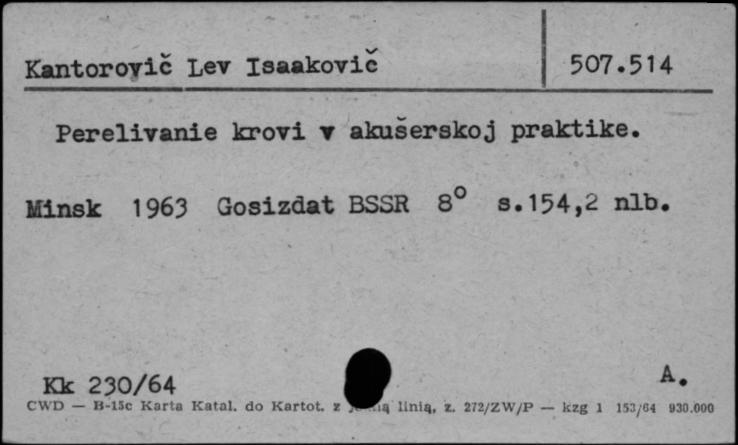 Kantorovič Lev Isaakovič 507.514
Perelivanie krovi v akušerskoj praktike.
Minsk 1963 Gosizdat BSSR 8° s.154,2 nlb.
Kk 230/64 A.
CWD — B-15c Karta Katal. do Kartot. z linią, z. 272/ZW/P — kzg 1 153/64 930.000